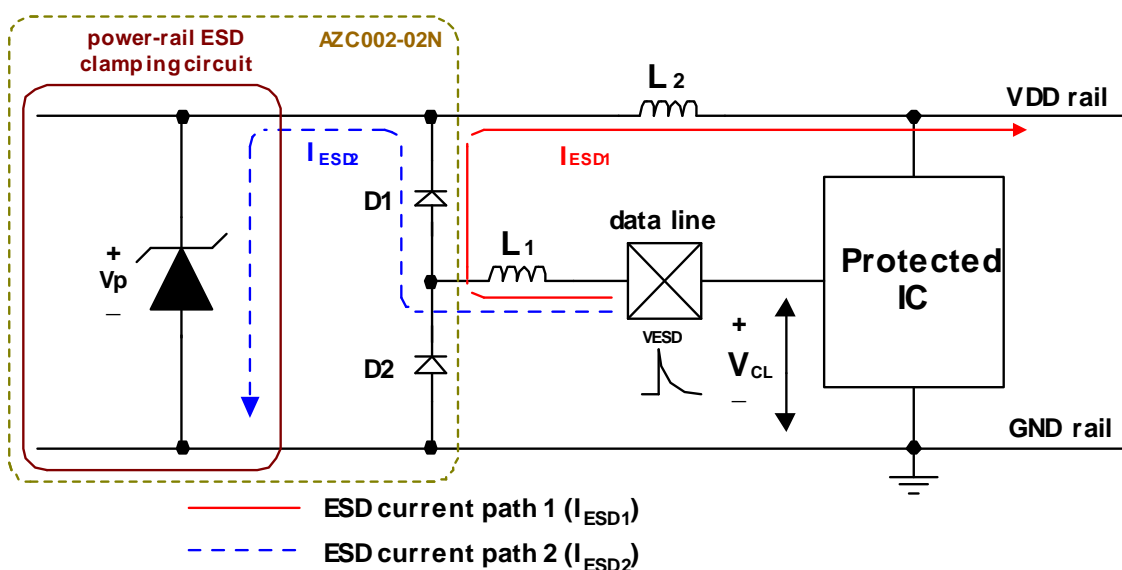 power-rail ESD
clamping circuit
AZC002-02N
L2
VDD rail
IESD2
IESD1
D1
data line
L1
+
Vp
_
Protected
IC
VESD
+
VCL
_
D2
GND rail
ESD current path 1 (IESD1)
ESD current path 2 (IESD2)